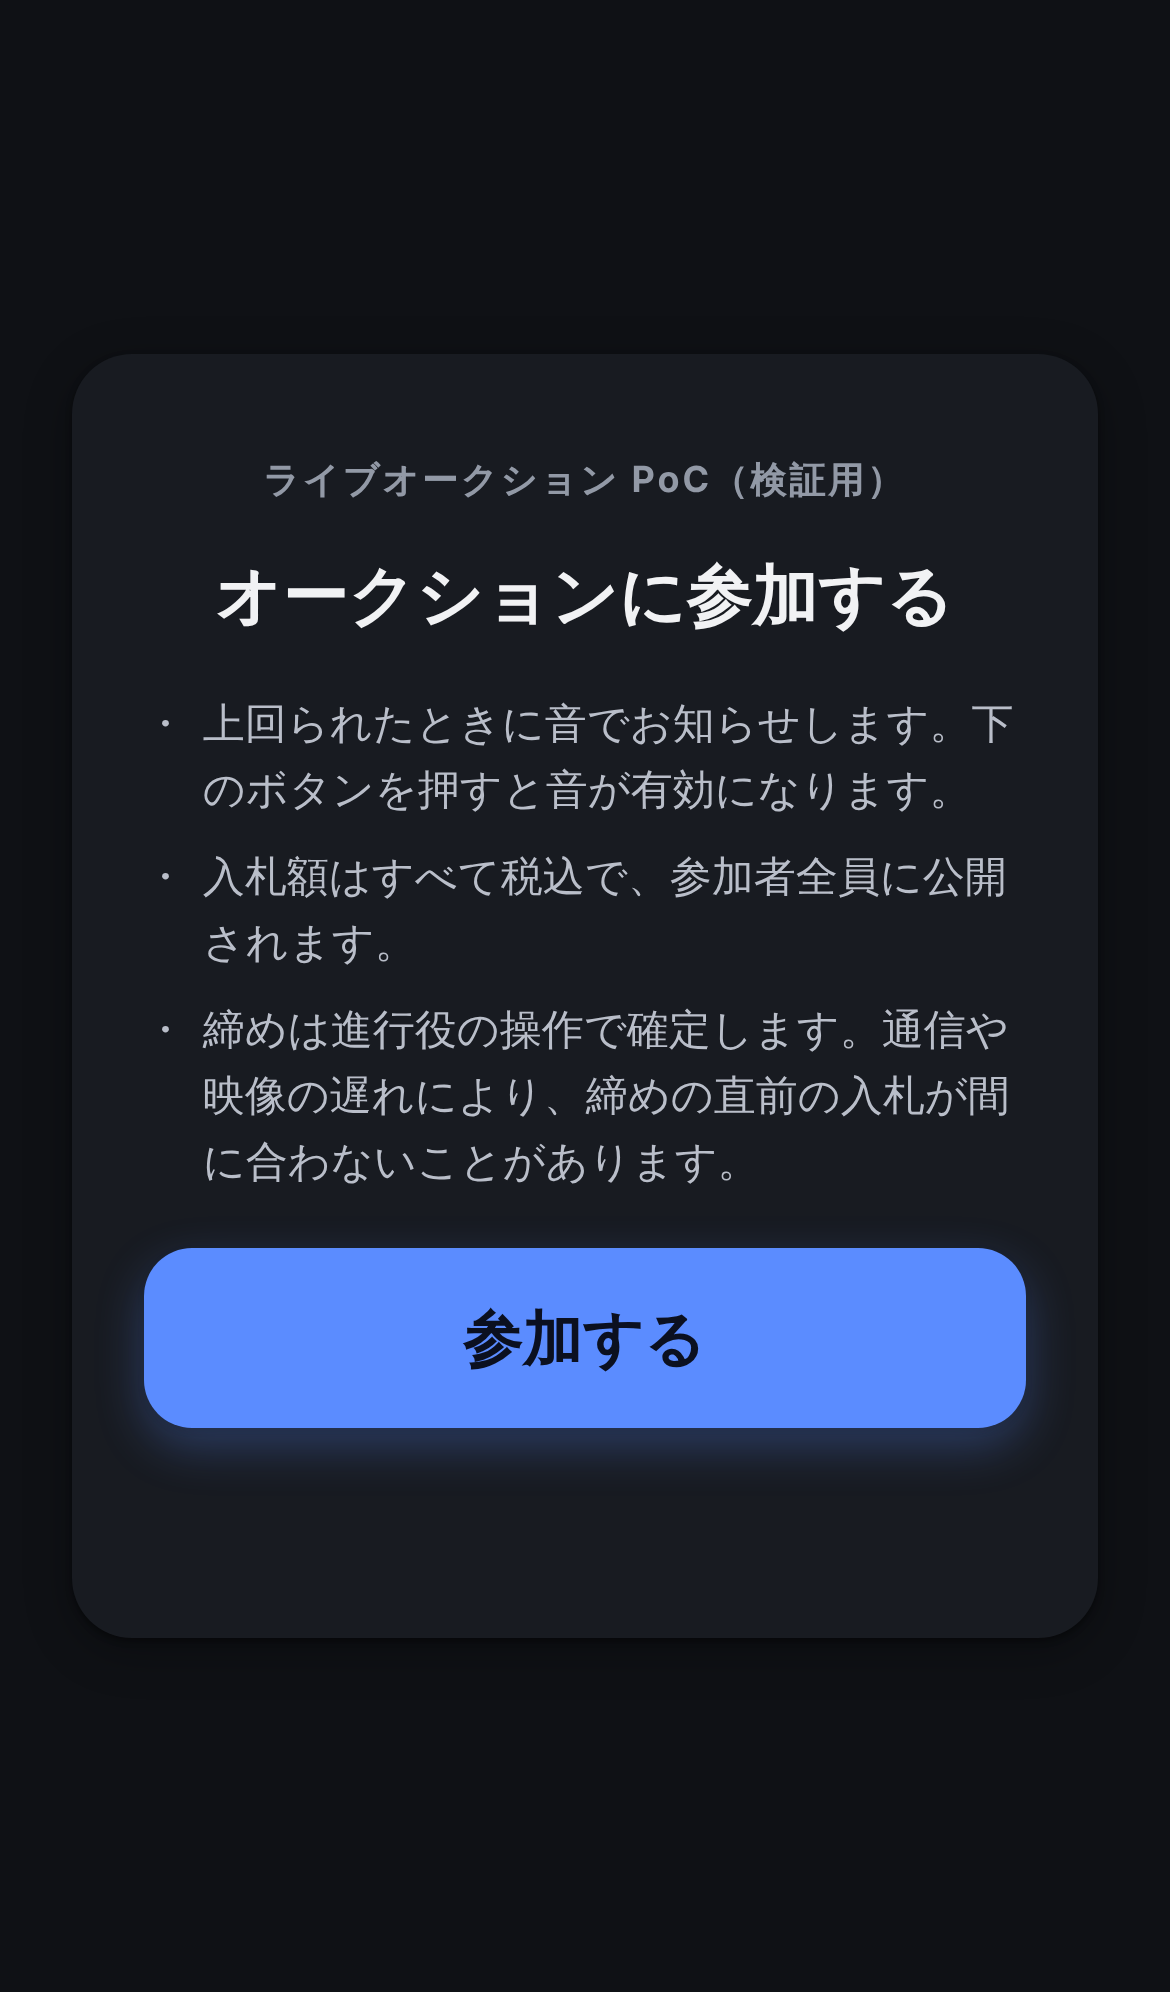 ライブオークション PoC（検証用）
オークションに参加する
・ 上回られたときに音でお知らせします。下
のボタンを押すと音が有効になります。
・ 入札額はすべて税込で、参加者全員に公開
されます。
・ 締めは進行役の操作で確定します。通信や
映像の遅れにより、締めの直前の入札が間
に合わないことがあります。
参加する